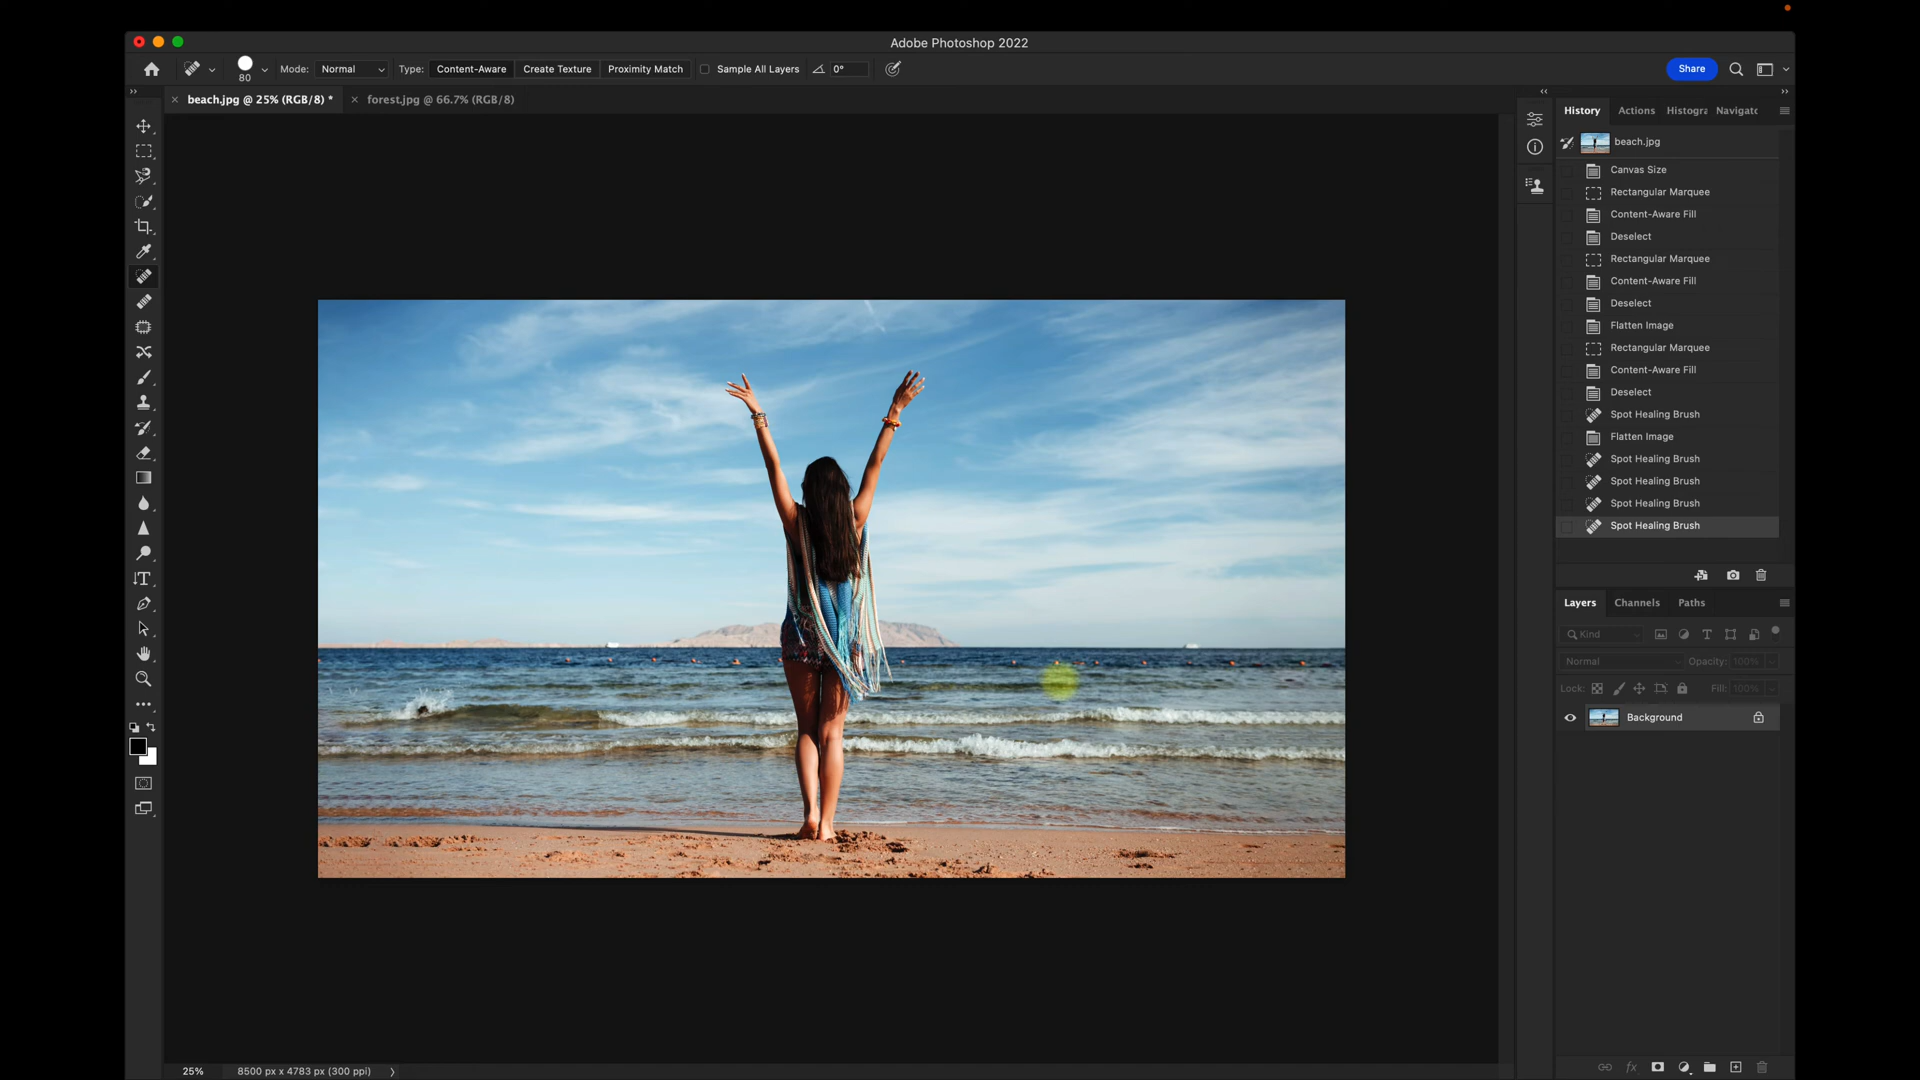 Adobe Photoshop 2022
80
Mode: Normal Type: Content-Aware Create Texture Proximity Match Sample All Layers 0° Share
beach.jpg @ 25% (RGB/8) * forest.jpg @ 66.7% (RGB/8)
History Actions Histogra Navigatc
beach.jpg
Canvas Size
Rectangular Marquee
Content-Aware Fill
Deselect
Rectangular Marquee
Content-Aware Fill
Deselect
Flatten Image
Rectangular Marquee
Content-Aware Fill
Deselect
Spot Healing Brush
Flatten Image
Spot Healing Brush
Spot Healing Brush
Spot Healing Brush
Spot Healing Brush
Layers Channels Paths
Kind
Normal Opacity: 100%
Lock: Fill: 100%
Background
25% 8500 px x 4783 px (300 ppi)